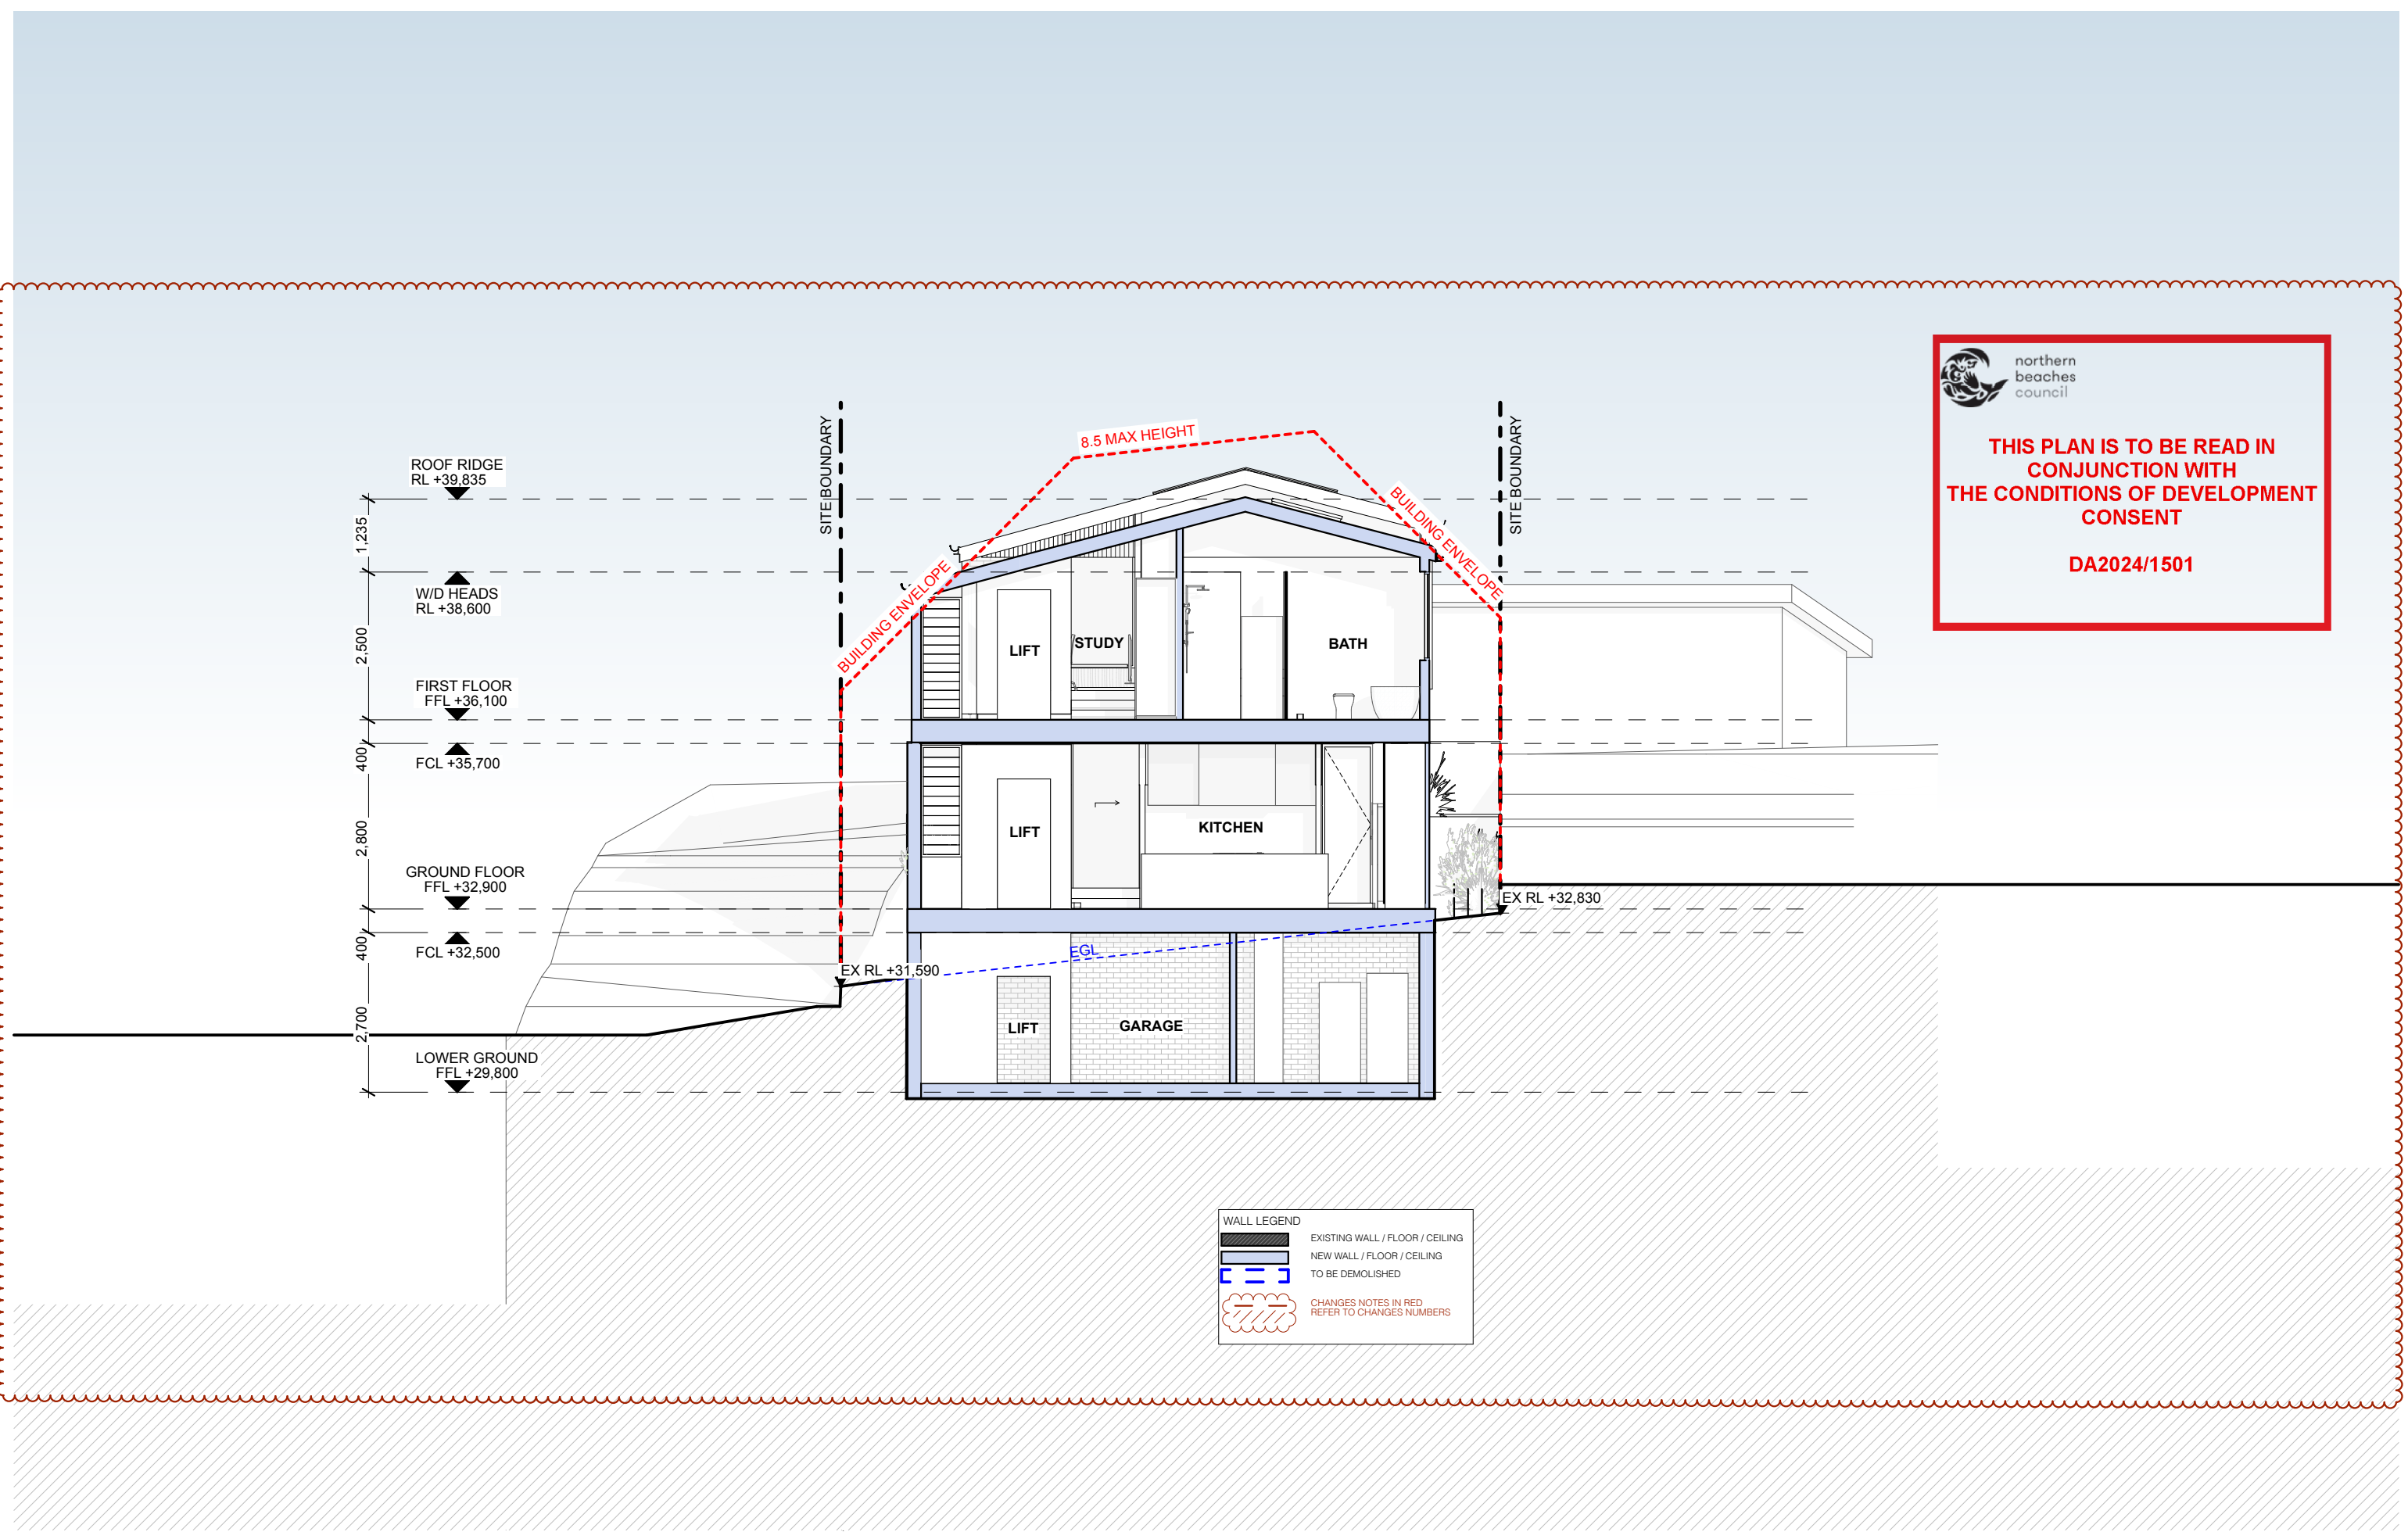 northern
beaches
council
THIS PLAN IS TO BE READ IN
CONJUNCTION WITH
THE CONDITIONS OF DEVELOPMENT
CONSENT
DA2024/1501
SITE BOUNDARY
8.5 MAX HEIGHT
SITE BOUNDARY
BUILDING ENVELOPE
BUILDING ENVELOPE
ROOF RIDGE
RL +39,835
1,235
W/D HEADS
RL +38,600
2,500
FIRST FLOOR
FFL +36,100
400
FCL +35,700
2,800
GROUND FLOOR
FFL +32,900
400
FCL +32,500
2,700
LOWER GROUND
FFL +29,800
LIFT
STUDY
BATH
LIFT
KITCHEN
EX RL +32,830
EGL
EX RL +31,590
LIFT
GARAGE
WALL LEGEND
EXISTING WALL / FLOOR / CEILING
NEW WALL / FLOOR / CEILING
TO BE DEMOLISHED
CHANGES NOTES IN RED
REFER TO CHANGES NUMBERS